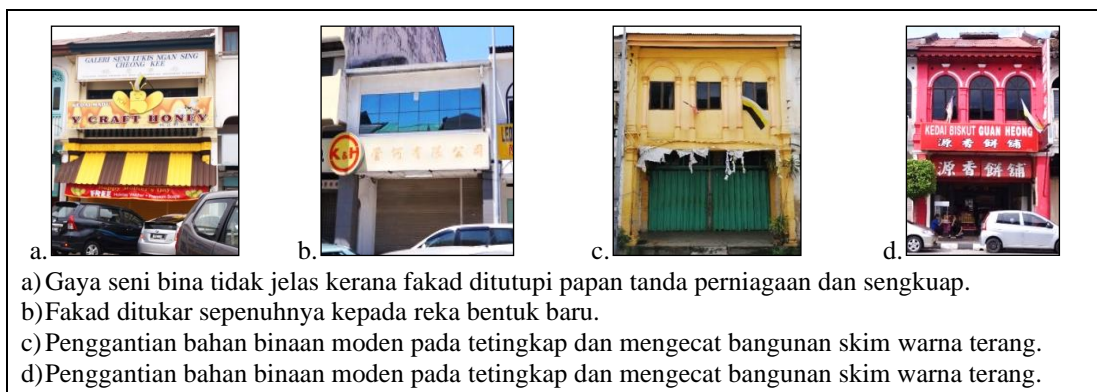 GALERI SENI LUKIS NGAN SING
CHEONG KEE
Y CRAFT HONEY
FREE
K&H
KEDAI BISKUT GUAN HEONG
源香餅舖
源香餅舖
a.
b.
c.
d.
a) Gaya seni bina tidak jelas kerana fakad ditutupi papan tanda perniagaan dan sengkuap.
b) Fakad ditukar sepenuhnya kepada reka bentuk baru.
c) Penggantian bahan binaan moden pada tetingkap dan mengecat bangunan skim warna terang.
d) Penggantian bahan binaan moden pada tetingkap dan mengecat bangunan skim warna terang.